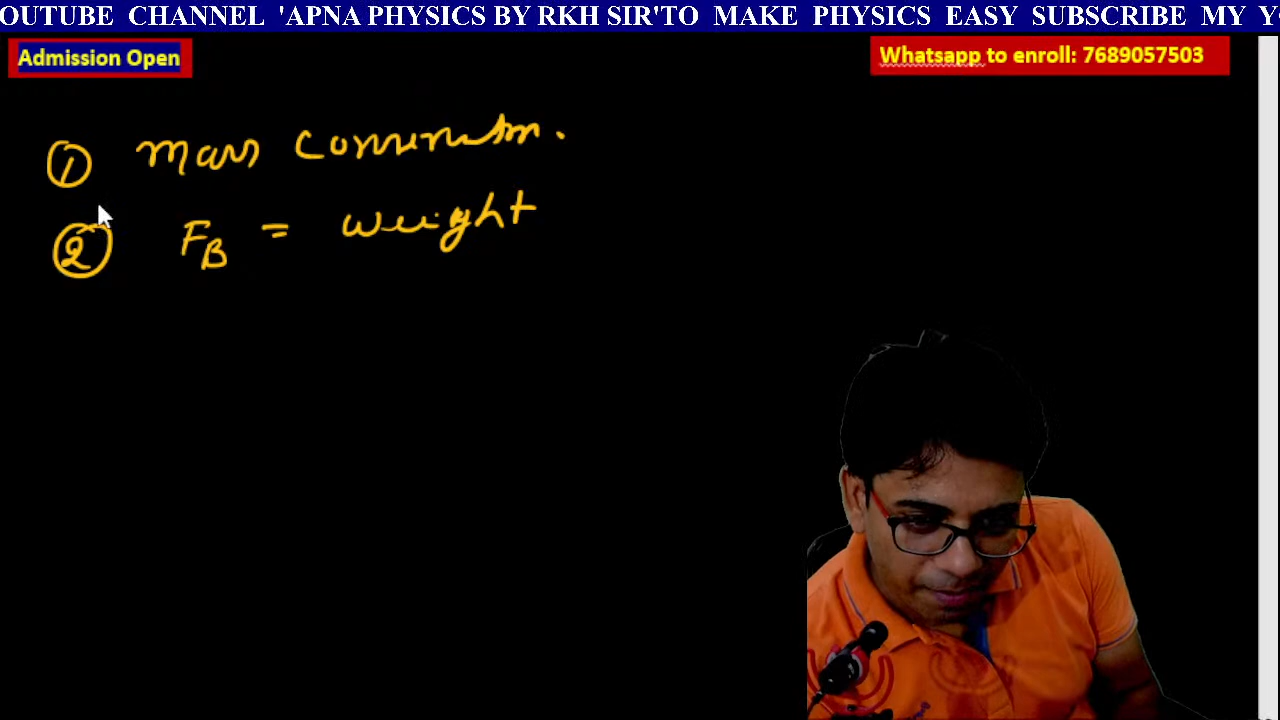 OUTUBE CHANNEL 'APNA PHYSICS BY RKH SIR'TO MAKE PHYSICS EASY SUBSCRIBE MY Y
Admission Open
Whatsapp to enroll: 7689057503
① Mass Conservation.
② F_B = weight